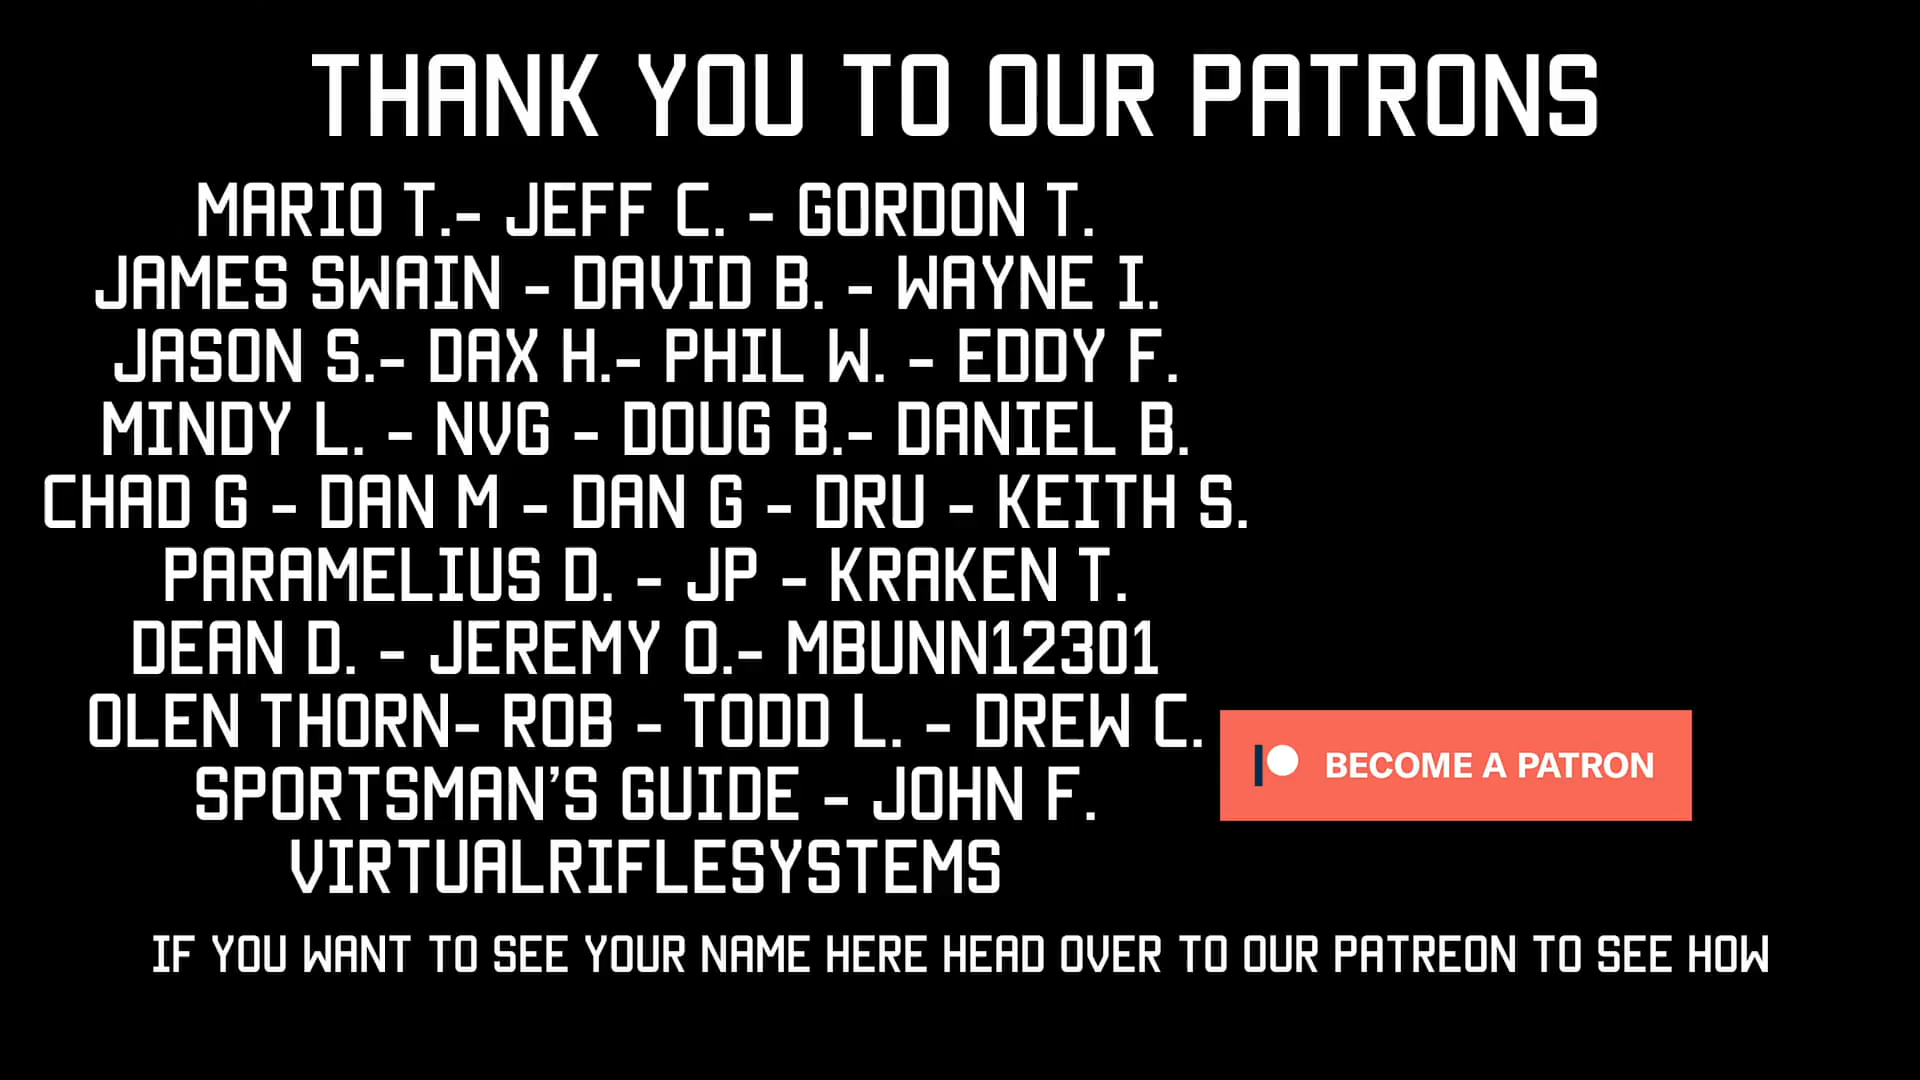 THANK YOU TO OUR PATRONS
MARIO T.- JEFF C. - GORDON T.
JAMES SWAIN - DAVID B. - WAYNE I.
JASON S.- DAX H.- PHIL W. - EDDY F.
MINDY L. - NVG - DOUG B.- DANIEL B.
CHAD G - DAN M - DAN G - DRU - KEITH S.
PARAMELIUS D. - JP - KRAKEN T.
DEAN D. - JEREMY O.- MBUNN12301
OLEN THORN- ROB - TODD L. - DREW C.
SPORTSMAN'S GUIDE - JOHN F.
VIRTUALRIFLESYSTEMS
BECOME A PATRON
IF YOU WANT TO SEE YOUR NAME HERE HEAD OVER TO OUR PATREON TO SEE HOW